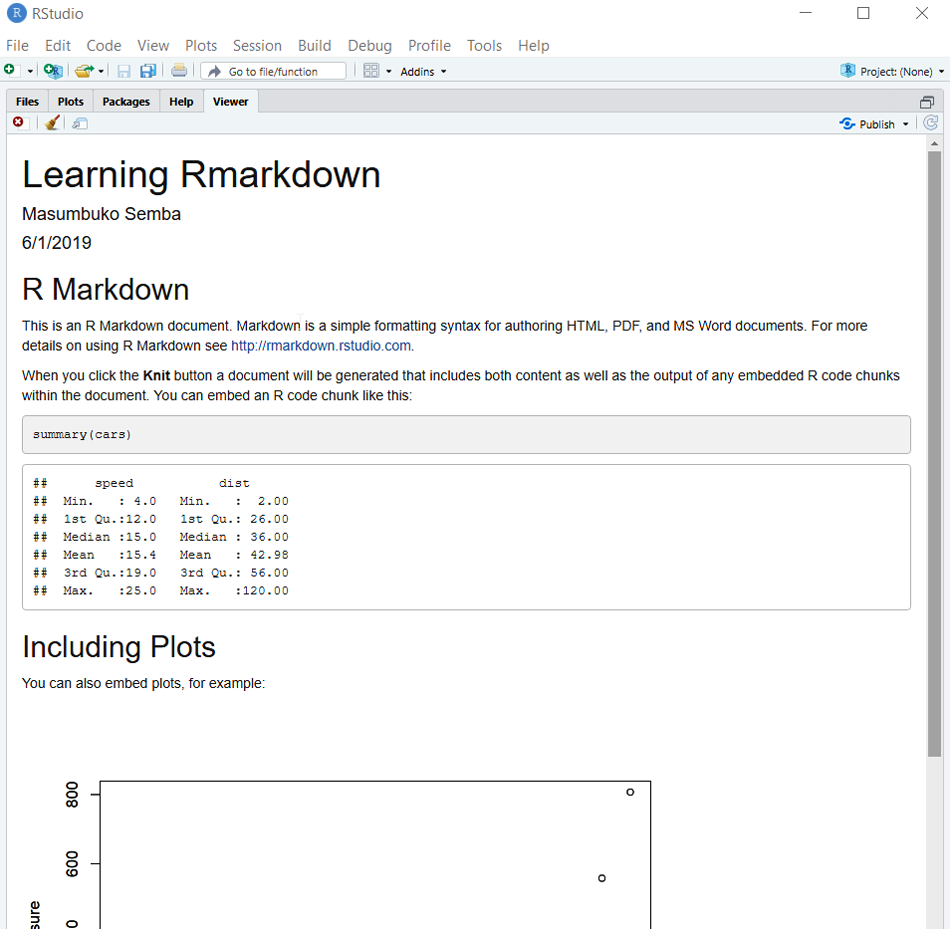 RStudio
File Edit Code View Plots Session Build Debug Profile Tools Help
Go to file/function Addins Project: (None)
Files Plots Packages Help Viewer
Publish
Learning Rmarkdown
Masumbuko Semba
6/1/2019
R Markdown
This is an R Markdown document. Markdown is a simple formatting syntax for authoring HTML, PDF, and MS Word documents. For more
details on using R Markdown see http://rmarkdown.rstudio.com.
When you click the Knit button a document will be generated that includes both content as well as the output of any embedded R code chunks
within the document. You can embed an R code chunk like this:
summary(cars)
##      speed           dist
##  Min.   : 4.0   Min.   :  2.00
##  1st Qu.:12.0   1st Qu.: 26.00
##  Median :15.0   Median : 36.00
##  Mean   :15.4   Mean   : 42.98
##  3rd Qu.:19.0   3rd Qu.: 56.00
##  Max.   :25.0   Max.   :120.00
Including Plots
You can also embed plots, for example:
800
600